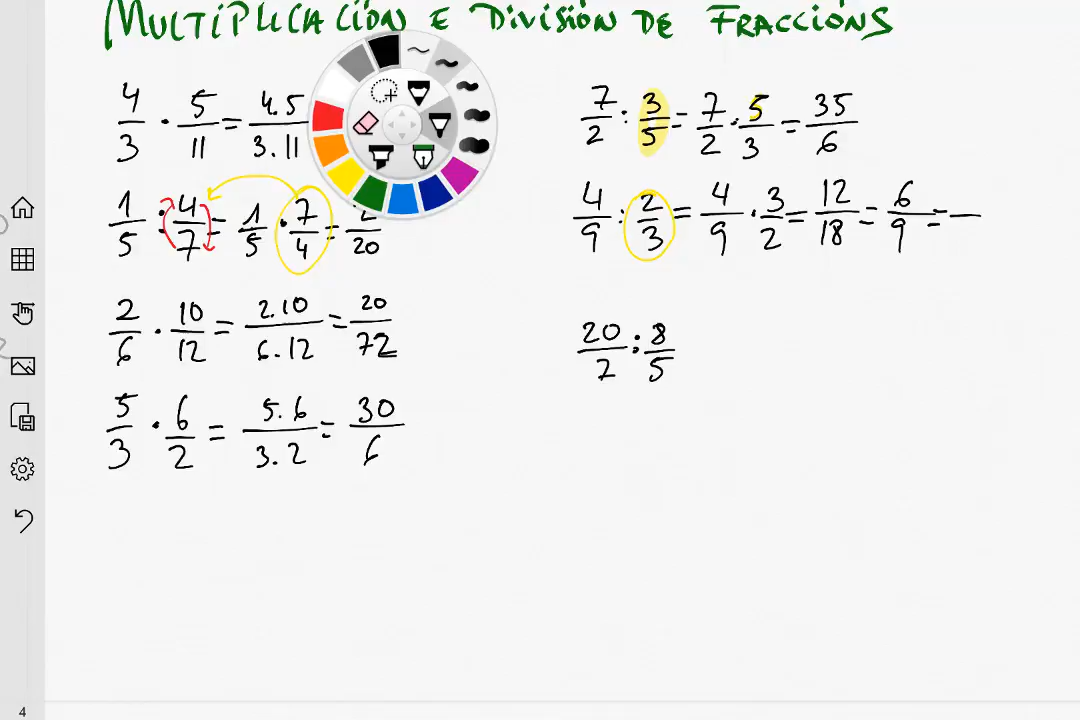 MULTIPLICACIÓN E DIVISIÓN DE FRACCIÓNS
4/3 · 5/11 = 4.5/3.11
1/5 : 4/7 = 1/5 · 7/4 = /20
2/6 · 10/12 = 2.10/6.12 = 20/72
5/3 · 6/2 = 5.6/3.2 = 30/6
7/2 : 3/5 = 7/2 · 5/3 = 35/6
4/9 : 2/3 = 4/9 · 3/2 = 12/18 = 6/9 =
20/2 : 8/5
4